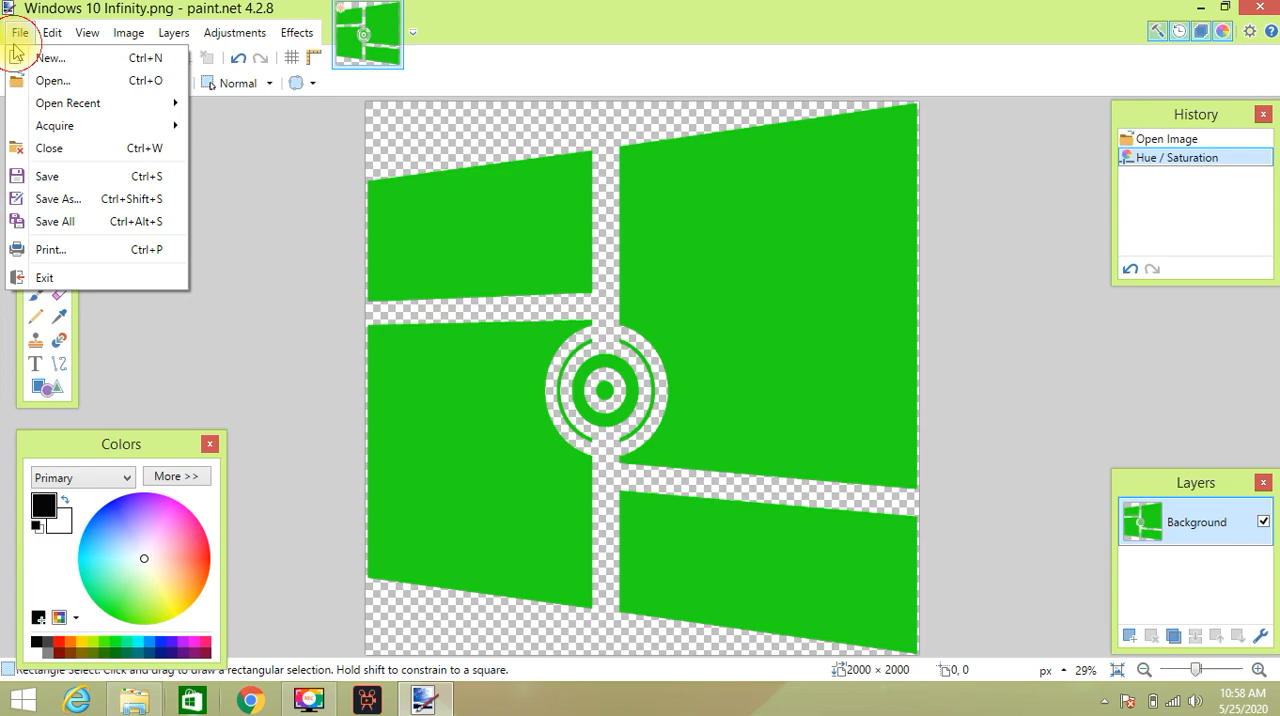 Windows 10 Infinity.png - paint.net 4.2.8
File Edit View Image Layers Adjustments Effects
New... Ctrl+N
Normal
Open... Ctrl+O
Open Recent
History
Acquire
Open Image
Close Ctrl+W
Hue / Saturation
Save Ctrl+S
Save As... Ctrl+Shift+S
Save All Ctrl+Alt+S
Print... Ctrl+P
Exit
T
Colors
Primary
More >>
Layers
Background
Rectangle Select: Click and drag to draw a rectangular selection. Hold shift to constrain to a square.
2000 × 2000
0, 0
px
29%
REC
10:58 AM
5/25/2020